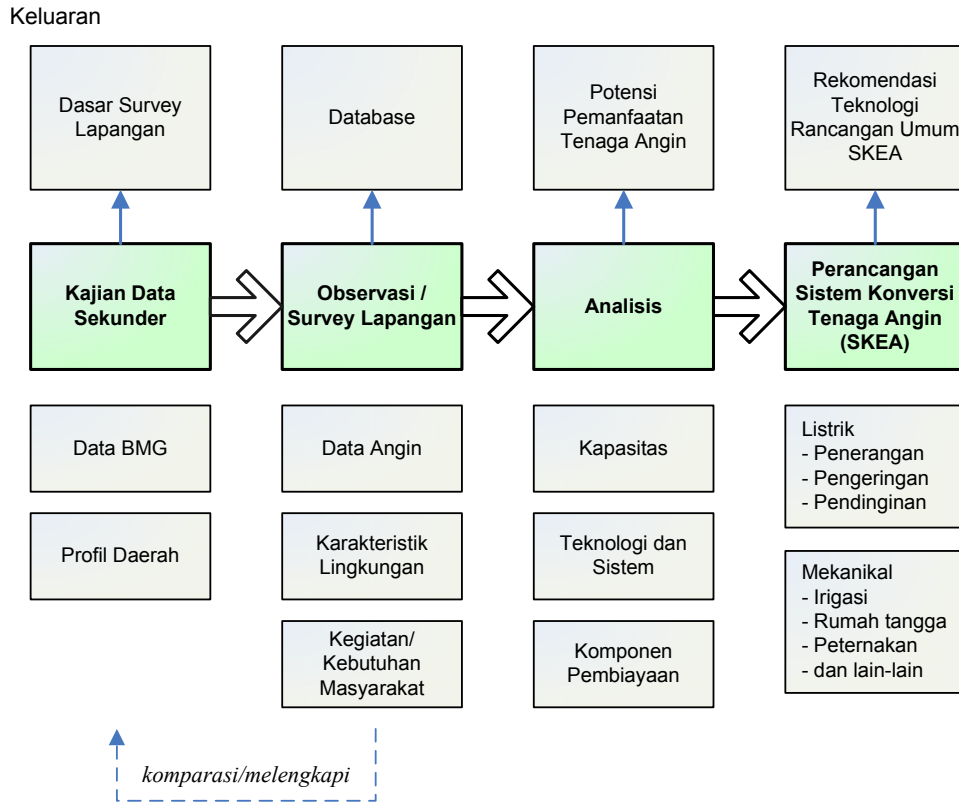 Keluaran
Dasar Survey
Lapangan
Database
Potensi
Pemanfaatan
Tenaga Angin
Rekomendasi
Teknologi
Rancangan Umum
SKEA
Kajian Data
Sekunder
Observasi /
Survey Lapangan
Analisis
Perancangan
Sistem Konversi
Tenaga Angin
(SKEA)
Data BMG
Data Angin
Kapasitas
Listrik
- Penerangan
- Pengeringan
- Pendinginan
Profil Daerah
Karakteristik
Lingkungan
Teknologi dan
Sistem
Mekanikal
- Irigasi
- Rumah tangga
- Peternakan
- dan lain-lain
Kegiatan/
Kebutuhan
Masyarakat
Komponen
Pembiayaan
komparasi/melengkapi